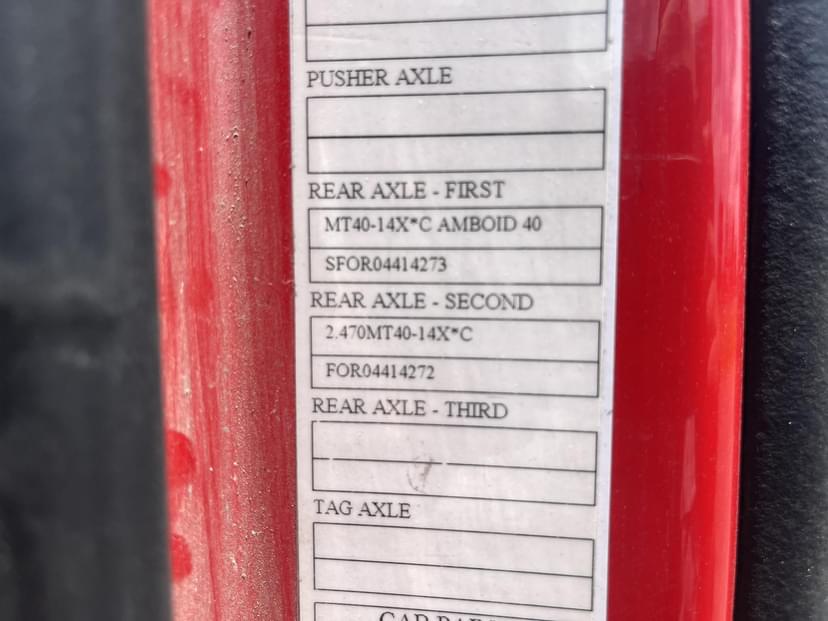 PUSHER AXLE
REAR AXLE - FIRST
MT40-14X*C AMBOID 40
SFOR04414273
REAR AXLE - SECOND
2.470MT40-14X*C
FOR04414272
REAR AXLE - THIRD
TAG AXLE